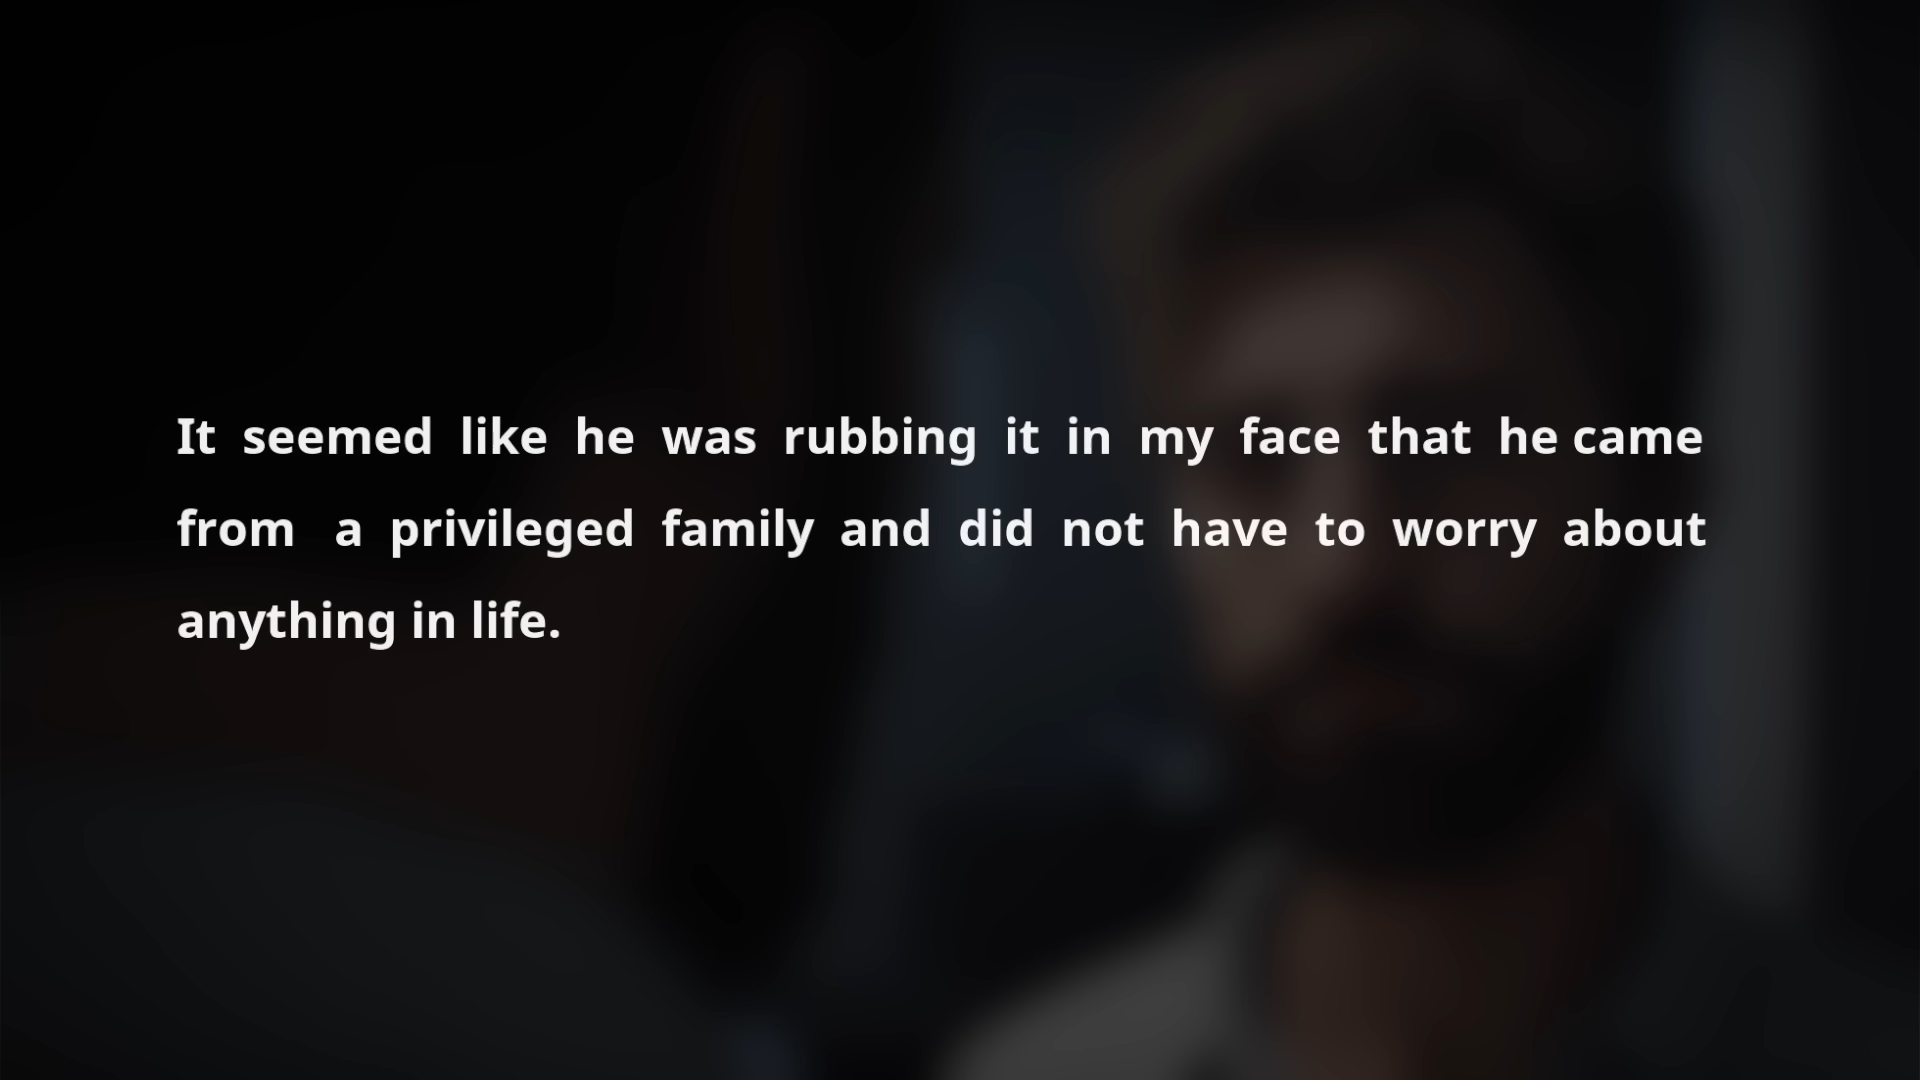 It seemed like he was rubbing it in my face that he came
from a privileged family and did not have to worry about
anything in life.